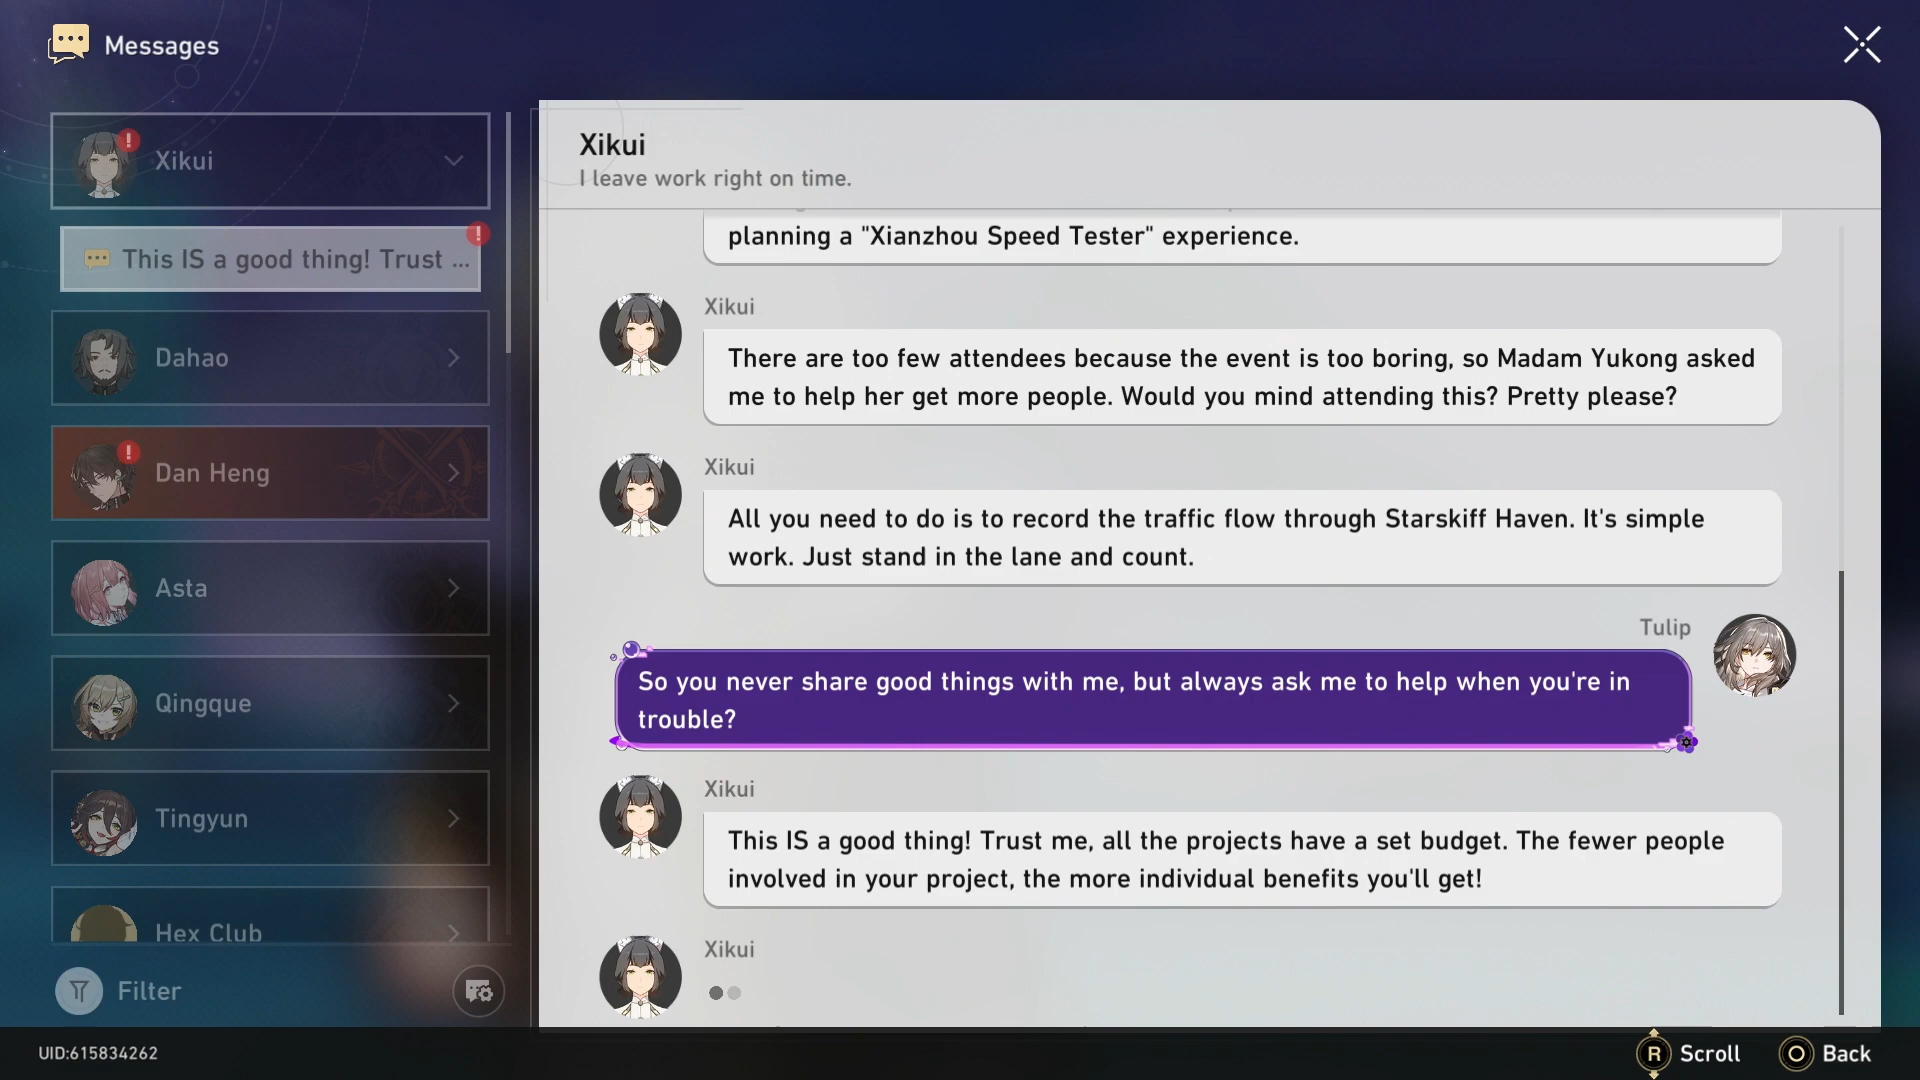 Messages
Xikui
This IS a good thing! Trust ...
Dahao
Dan Heng
Asta
Qingque
Tingyun
Hex Club
Filter
Xikui
I leave work right on time.
planning a "Xianzhou Speed Tester" experience.
Xikui
There are too few attendees because the event is too boring, so Madam Yukong asked
me to help her get more people. Would you mind attending this? Pretty please?
Xikui
All you need to do is to record the traffic flow through Starskiff Haven. It's simple
work. Just stand in the lane and count.
Tulip
So you never share good things with me, but always ask me to help when you're in
trouble?
Xikui
This IS a good thing! Trust me, all the projects have a set budget. The fewer people
involved in your project, the more individual benefits you'll get!
Xikui
UID:615834262
R Scroll
Back